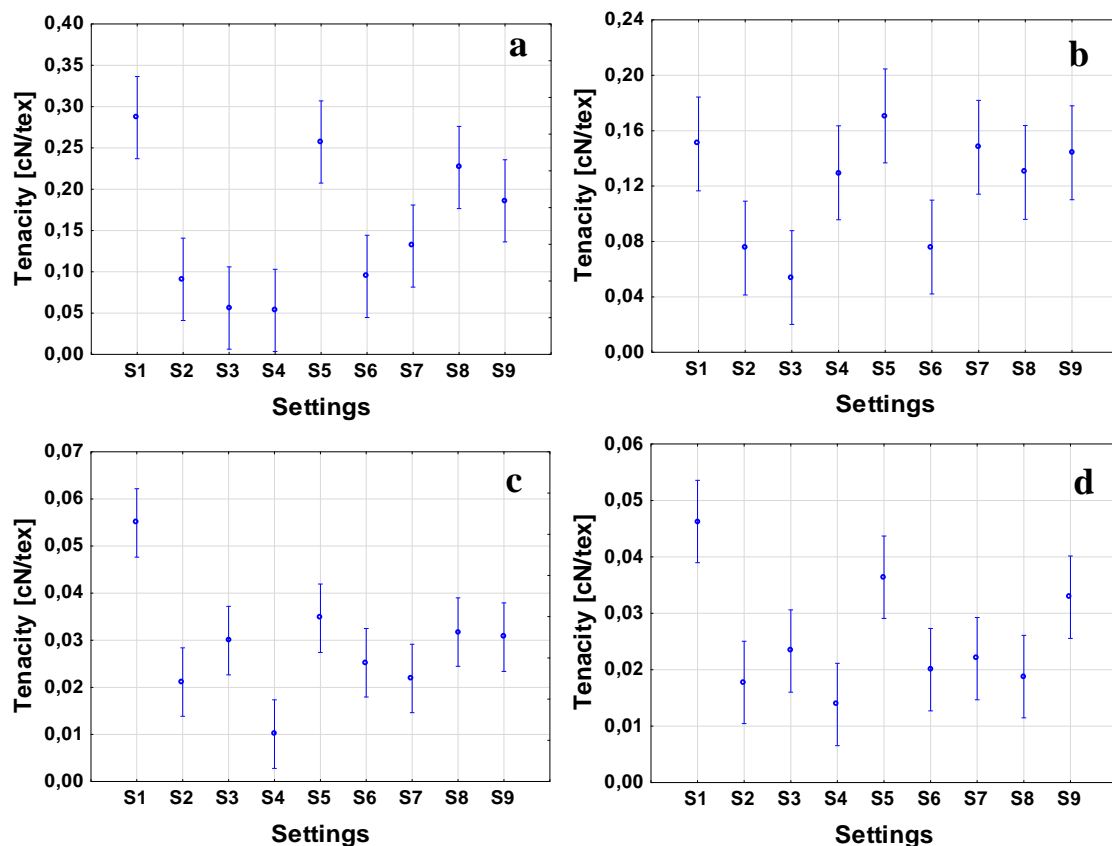 a
Tenacity [cN/tex]
0,40
0,35
0,30
0,25
0,20
0,15
0,10
0,05
0,00
S1 S2 S3 S4 S5 S6 S7 S8 S9
Settings
b
Tenacity [cN/tex]
0,24
0,20
0,16
0,12
0,08
0,04
0,00
S1 S2 S3 S4 S5 S6 S7 S8 S9
Settings
c
Tenacity [cN/tex]
0,07
0,06
0,05
0,04
0,03
0,02
0,01
0,00
S1 S2 S3 S4 S5 S6 S7 S8 S9
Settings
d
Tenacity [cN/tex]
0,06
0,05
0,04
0,03
0,02
0,01
0,00
S1 S2 S3 S4 S5 S6 S7 S8 S9
Settings